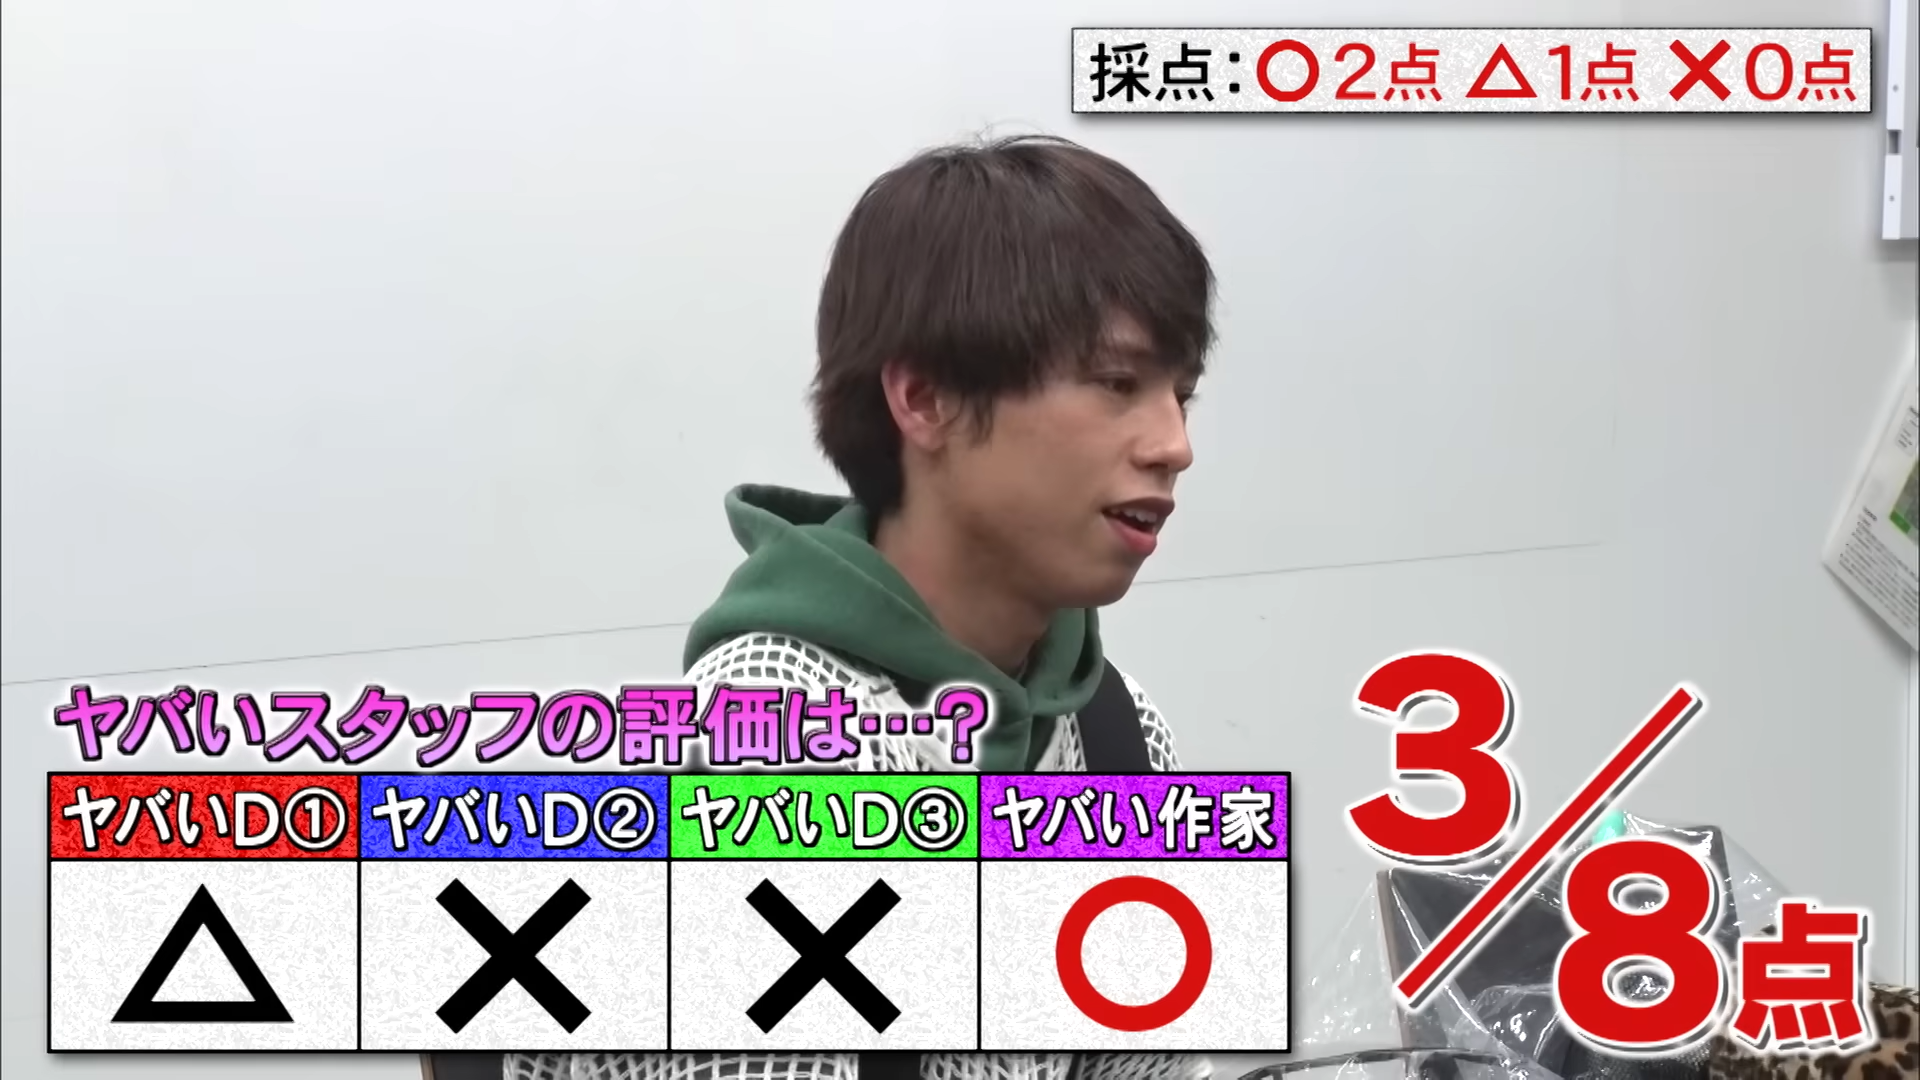 採点：○2点 △1点 ×0点
ヤバいスタッフの評価は…？
ヤバいD① ヤバいD② ヤバいD③ ヤバい作家
△ × × ○
3/8点